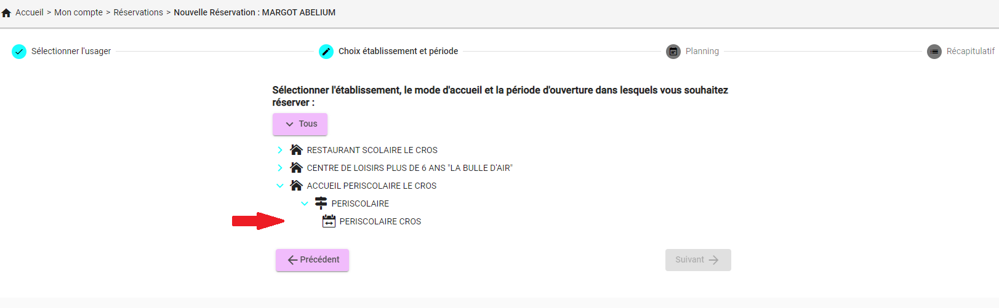 Accueil > Mon compte > Réservations > Nouvelle Réservation : MARGOT ABELIUM
Sélectionner l'usager Choix établissement et période Planning Récapitulatif
Sélectionner l'établissement, le mode d'accueil et la période d'ouverture dans lesquels vous souhaitez
réserver :
Tous
RESTAURANT SCOLAIRE LE CROS
CENTRE DE LOISIRS PLUS DE 6 ANS "LA BULLE D'AIR"
ACCUEIL PERISCOLAIRE LE CROS
PERISCOLAIRE
PERISCOLAIRE CROS
Précédent Suivant